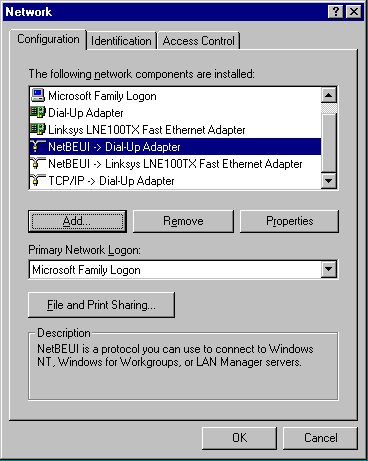 Network
Configuration
Identification
Access Control
The following network components are installed:
Microsoft Family Logon
Dial-Up Adapter
Linksys LNE100TX Fast Ethernet Adapter
NetBEUI -> Dial-Up Adapter
NetBEUI -> Linksys LNE100TX Fast Ethernet Adapter
TCP/IP -> Dial-Up Adapter
Add...
Remove
Properties
Primary Network Logon:
Microsoft Family Logon
File and Print Sharing...
Description
NetBEUI is a protocol you can use to connect to Windows
NT, Windows for Workgroups, or LAN Manager servers.
OK
Cancel